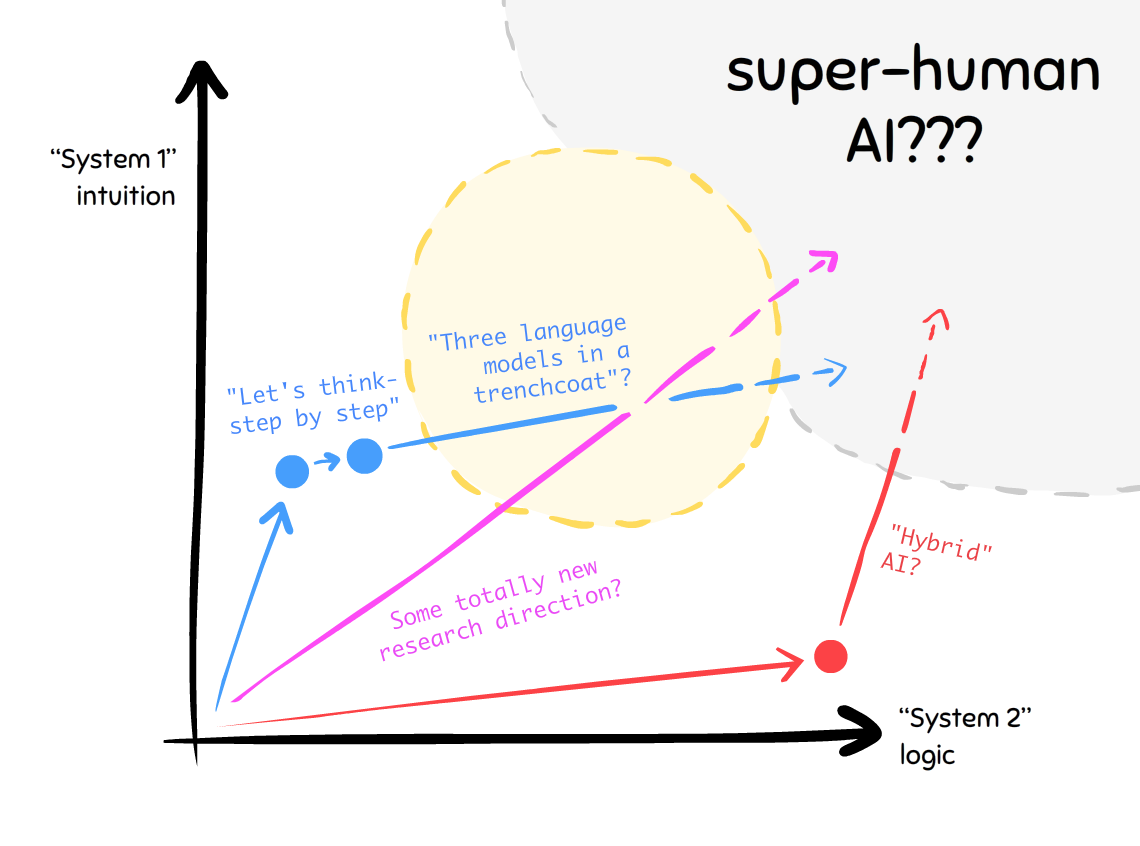 super-human
AI???
“System 1”
intuition
"Three language
models in a
trenchcoat"?
"Let's think-
step by step"
"Hybrid"
AI?
Some totally new
research direction?
“System 2”
logic